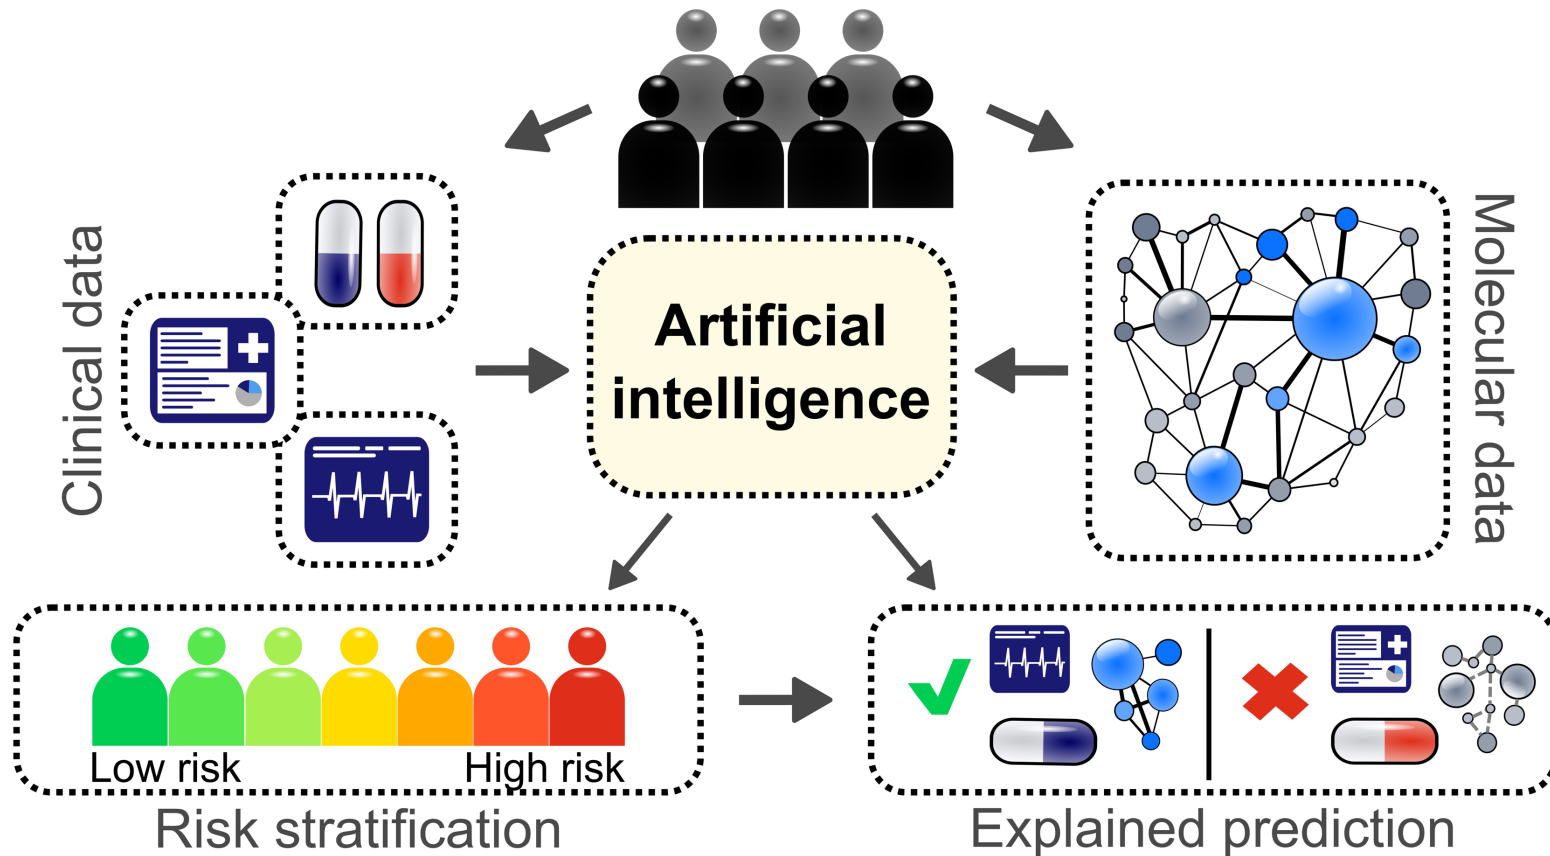 Clinical data
Artificial
intelligence
Molecular data
Low risk
High risk
Risk stratification
Explained prediction